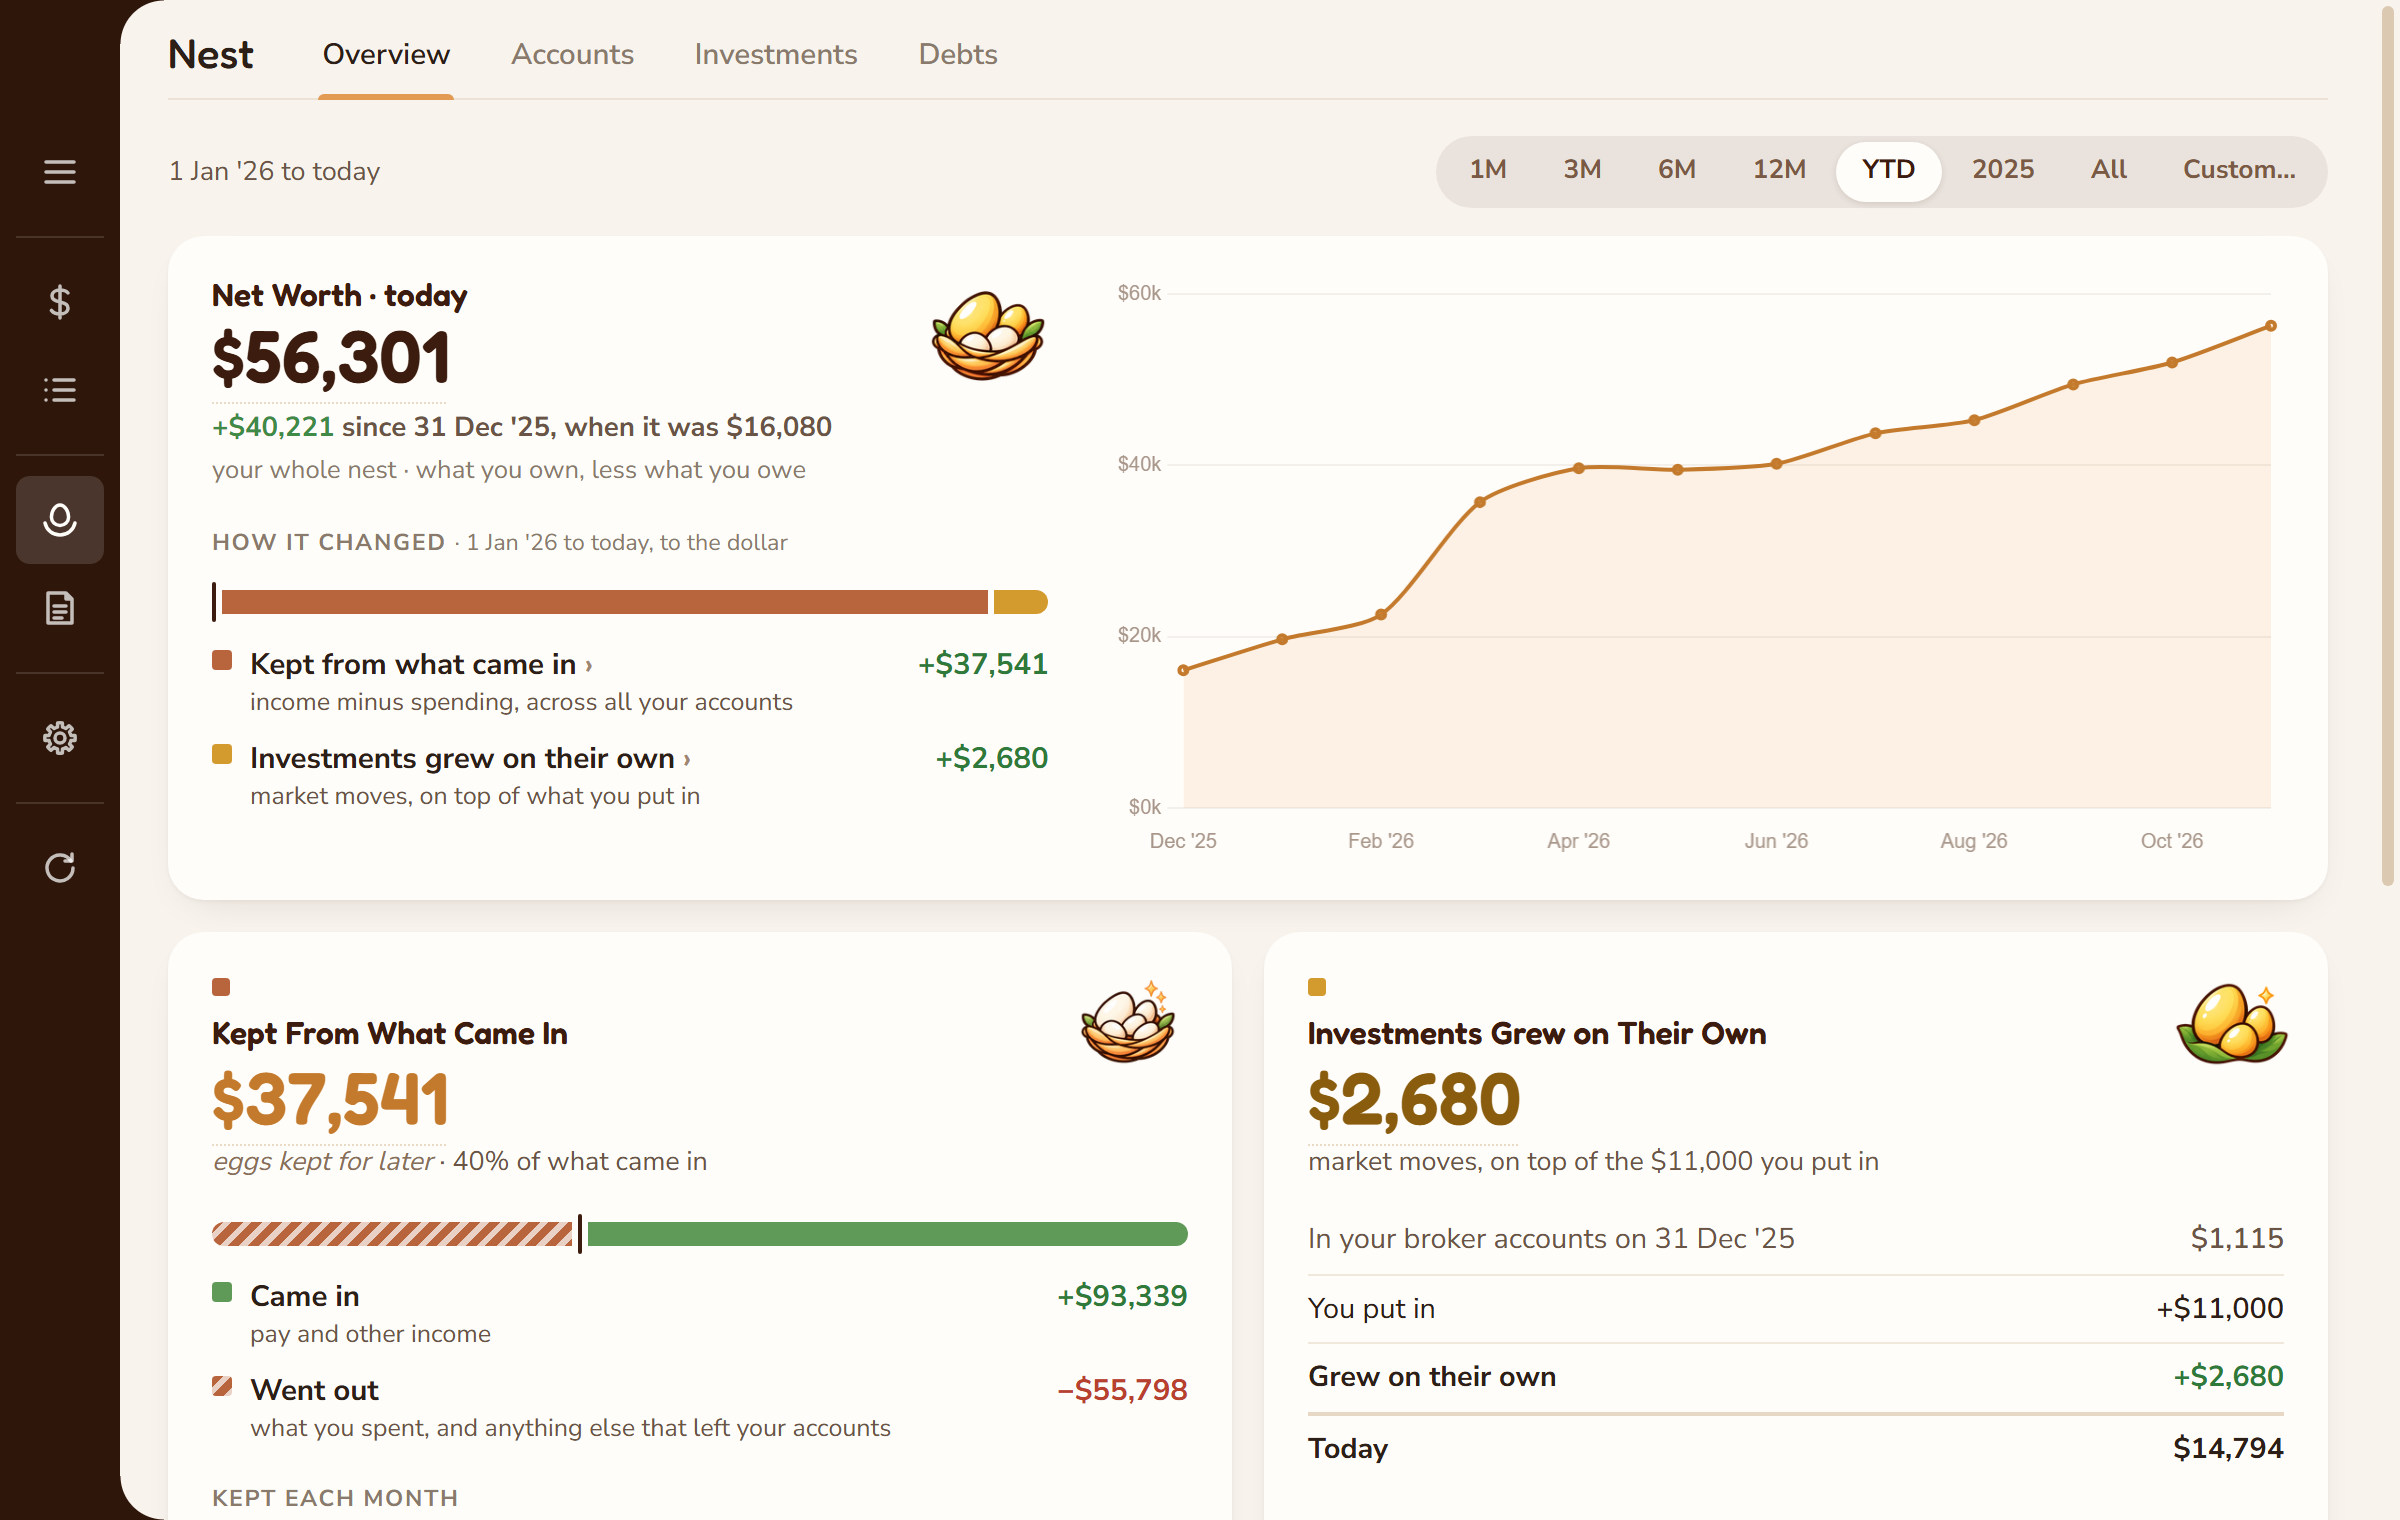 Nest
Overview
Accounts
Investments
Debts
1 Jan '26 to today
1M
3M
6M
12M
YTD
2025
All
Custom...
Net Worth · today
$56,301
+$40,221 since 31 Dec '25, when it was $16,080
your whole nest · what you own, less what you owe
HOW IT CHANGED · 1 Jan '26 to today, to the dollar
Kept from what came in ›
+$37,541
income minus spending, across all your accounts
Investments grew on their own ›
+$2,680
market moves, on top of what you put in
$60k
$40k
$20k
$0k
Dec '25
Feb '26
Apr '26
Jun '26
Aug '26
Oct '26
Kept From What Came In
$37,541
eggs kept for later · 40% of what came in
Came in
+$93,339
pay and other income
Went out
−$55,798
what you spent, and anything else that left your accounts
KEPT EACH MONTH
Investments Grew on Their Own
$2,680
market moves, on top of the $11,000 you put in
In your broker accounts on 31 Dec '25
$1,115
You put in
+$11,000
Grew on their own
+$2,680
Today
$14,794